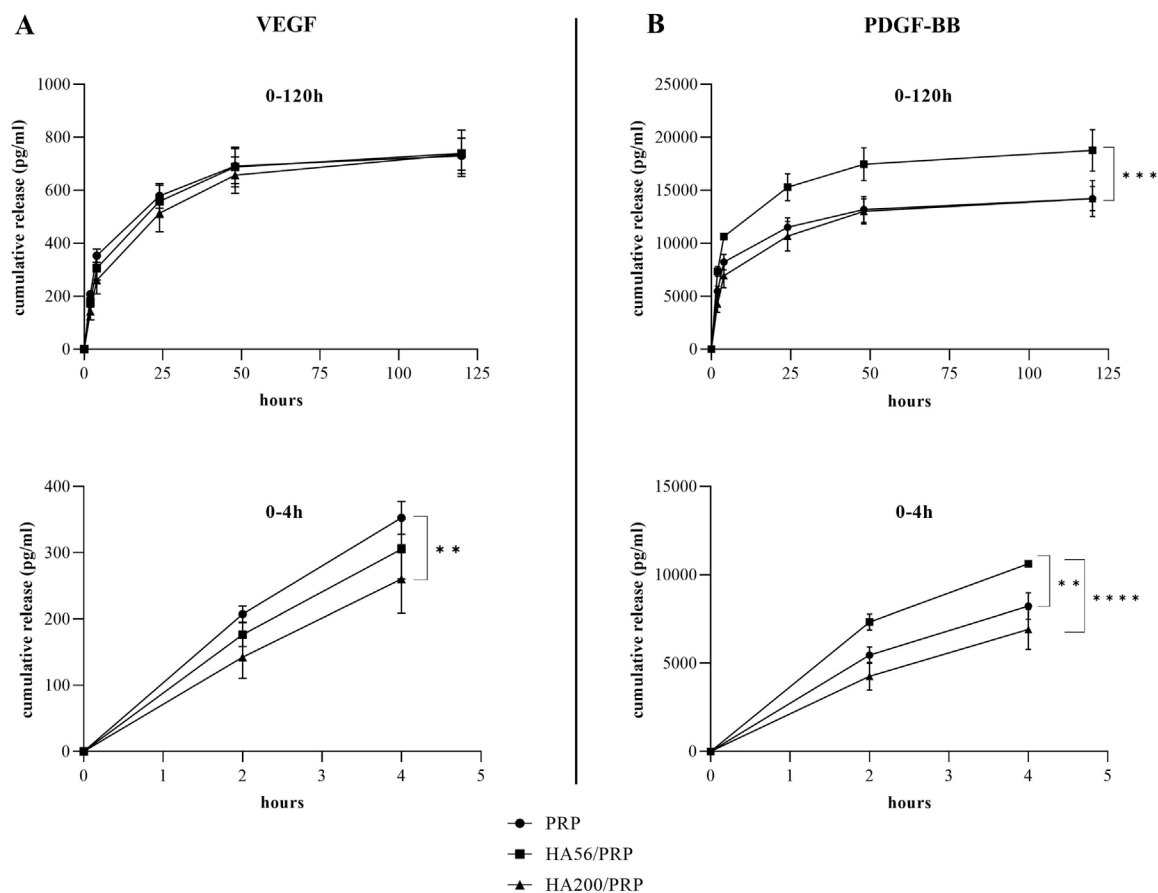 A
VEGF
0-120h
cumulative release (pg/ml)
1000
800
600
400
200
0
0 25 50 75 100 125
hours
0-4h
cumulative release (pg/ml)
400
300
200
100
0
0 1 2 3 4 5
hours
**
B
PDGF-BB
0-120h
cumulative release (pg/ml)
25000
20000
15000
10000
5000
0
0 25 50 75 100 125
hours
***
0-4h
cumulative release (pg/ml)
15000
10000
5000
0
0 1 2 3 4 5
hours
**
****
PRP
HA56/PRP
HA200/PRP